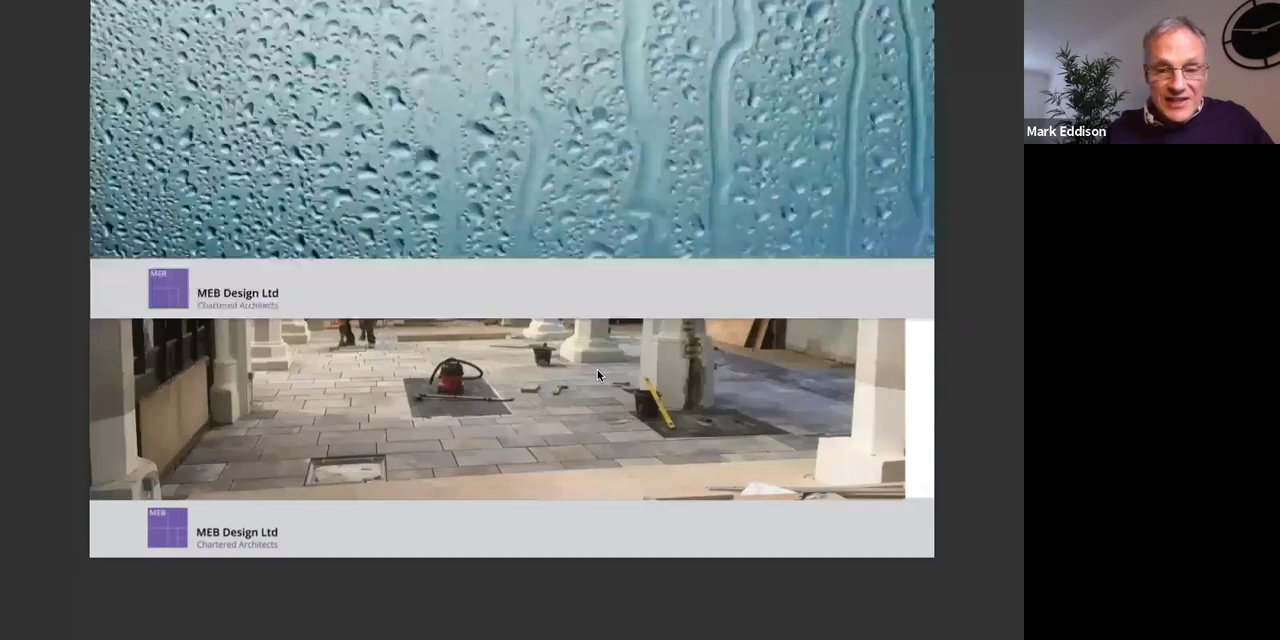 Mark Eddison
MEB
MEB Design Ltd
Chartered Architects
MEB
MEB Design Ltd
Chartered Architects